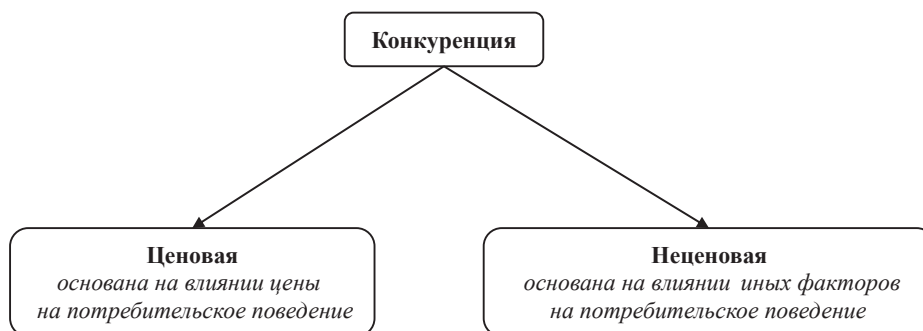 Конкуренция
Ценовая
основана на влиянии цены
на потребительское поведение
Неценовая
основана на влиянии иных факторов
на потребительское поведение